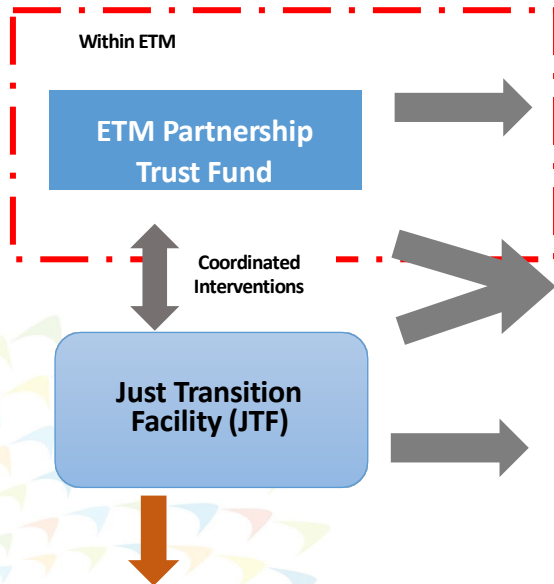 Within ETM
ETM Partnership
Trust Fund
Coordinated
Interventions
Just Transition
Facility (JTF)